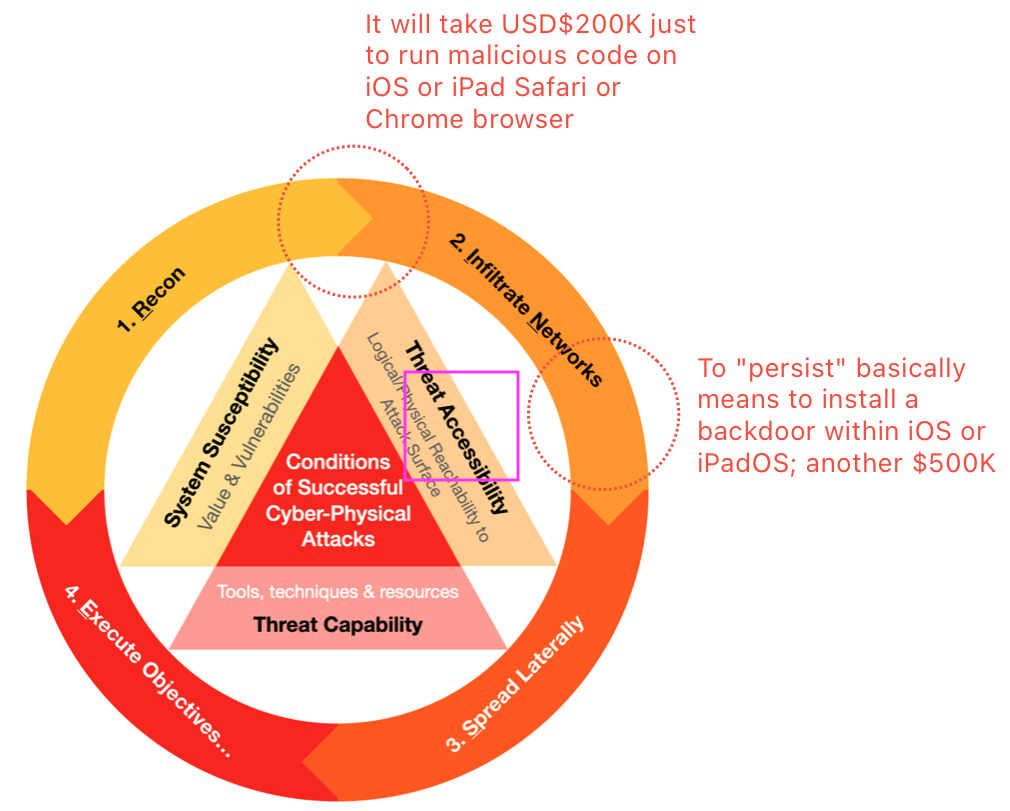 It will take USD$200K just
to run malicious code on
iOS or iPad Safari or
Chrome browser
1. Recon
2. Infiltrate Networks
System Susceptibility
Value & Vulnerabilities
Threat Accessibility
Logical/Physical Reachability to
Attack Surface
To "persist" basically
means to install a
backdoor within iOS or
iPadOS; another $500K
Conditions
of Successful
Cyber-Physical
Attacks
Tools, techniques & resources
Threat Capability
3. Spread Laterally
4. Execute Objectives...